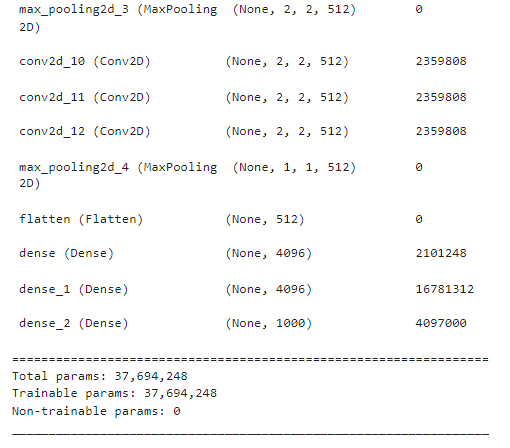 max_pooling2d_3 (MaxPooling  (None, 2, 2, 512)        0
2D)
conv2d_10 (Conv2D)          (None, 2, 2, 512)         2359808
conv2d_11 (Conv2D)          (None, 2, 2, 512)         2359808
conv2d_12 (Conv2D)          (None, 2, 2, 512)         2359808
max_pooling2d_4 (MaxPooling  (None, 1, 1, 512)        0
2D)
flatten (Flatten)           (None, 512)               0
dense (Dense)               (None, 4096)              2101248
dense_1 (Dense)             (None, 4096)              16781312
dense_2 (Dense)             (None, 1000)              4097000
=================================================================
Total params: 37,694,248
Trainable params: 37,694,248
Non-trainable params: 0
_________________________________________________________________